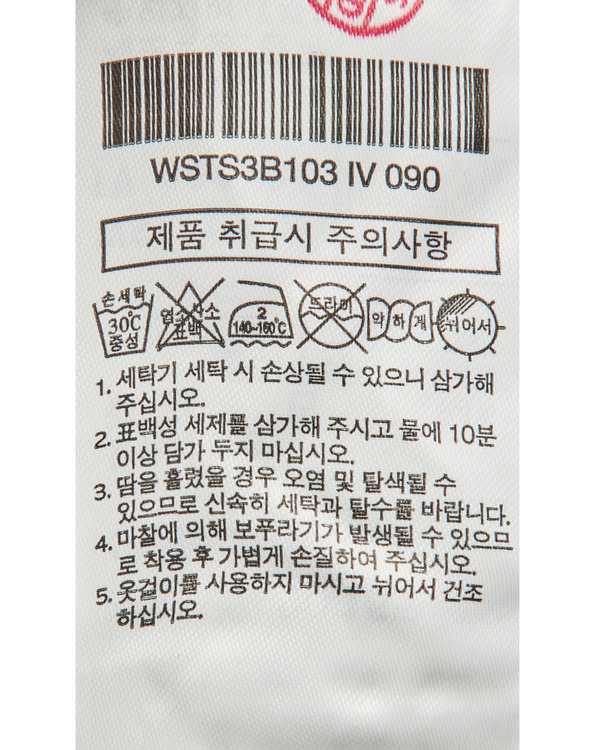 WSTS3B103 IV 090
제품 취급시 주의사항
손세탁
30℃
중성
염소산소
표백
2
140~160℃
드라이
약하게
뉘어서
1. 세탁기 세탁 시 손상될 수 있으니 삼가해
주십시오.
2. 표백성 세제를 삼가해 주시고 물에 10분
이상 담가 두지 마십시오.
3. 땀을 흘렸을 경우 오염 및 탈색될 수
있으므로 신속히 세탁과 탈수를 바랍니다.
4. 마찰에 의해 보푸라기가 발생될 수 있으므
로 착용 후 가볍게 손질하여 주십시오.
5. 옷걸이를 사용하지 마시고 뉘어서 건조
하십시오.